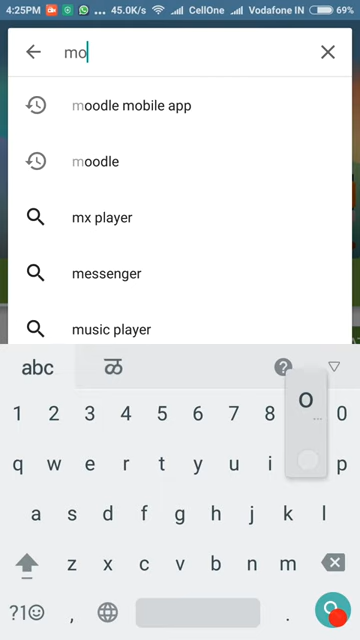 4:25PM ... 45.0K/s CellOne Vodafone IN 69%
mo
moodle mobile app
moodle
mx player
messenger
music player
abc ळ ?
1 2 3 4 5 6 7 8 o 0
q w e r t y u i p
a s d f g h j k l
z x c v b n m
?1 , .